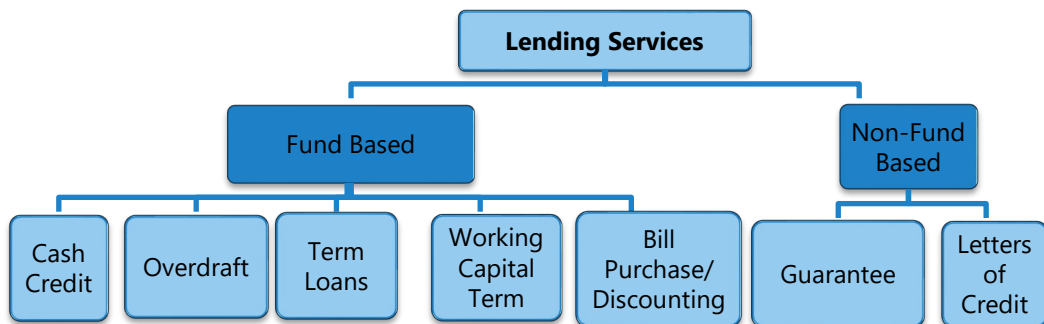 Lending Services
Fund Based
Non-Fund
Based
Cash
Credit
Overdraft
Term
Loans
Working
Capital
Term
Bill
Purchase/
Discounting
Guarantee
Letters
of
Credit